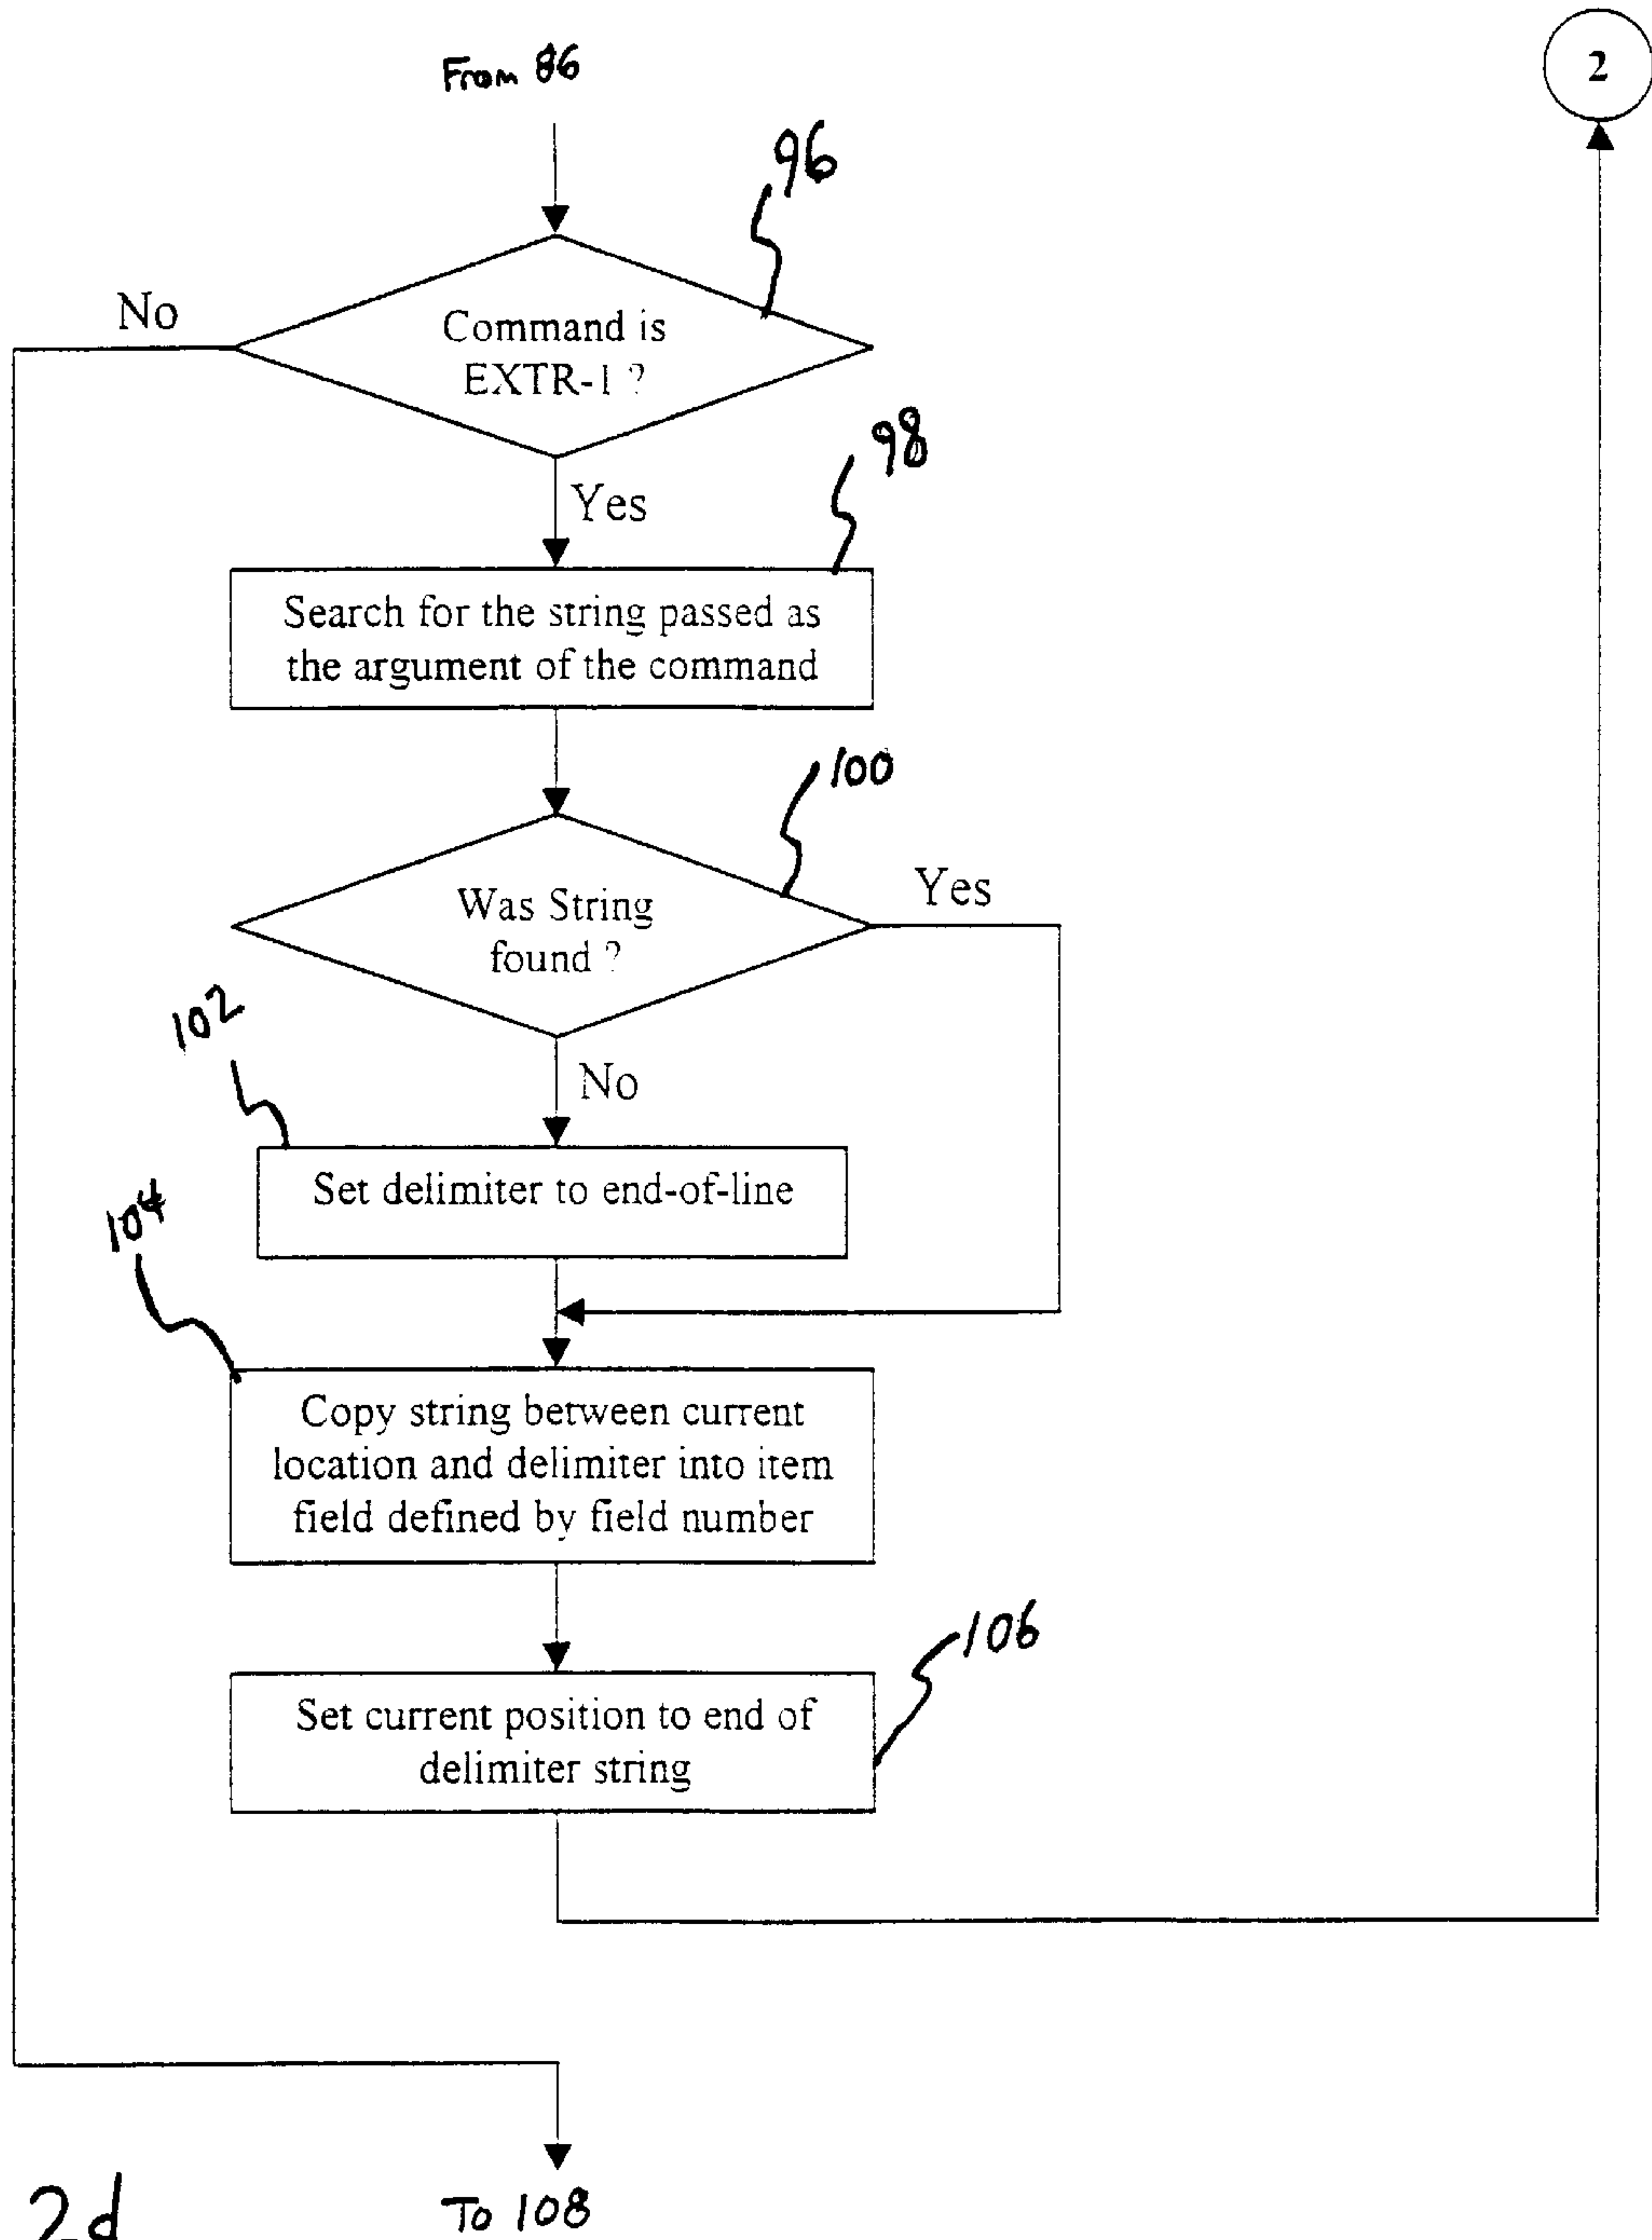 From 86
2
96
No
Command is
EXTR-1 ?
98
Yes
Search for the string passed as
the argument of the command
100
Was String
found ?
Yes
102
No
Set delimiter to end-of-line
104
Copy string between current
location and delimiter into item
field defined by field number
106
Set current position to end of
delimiter string
2d
To 108